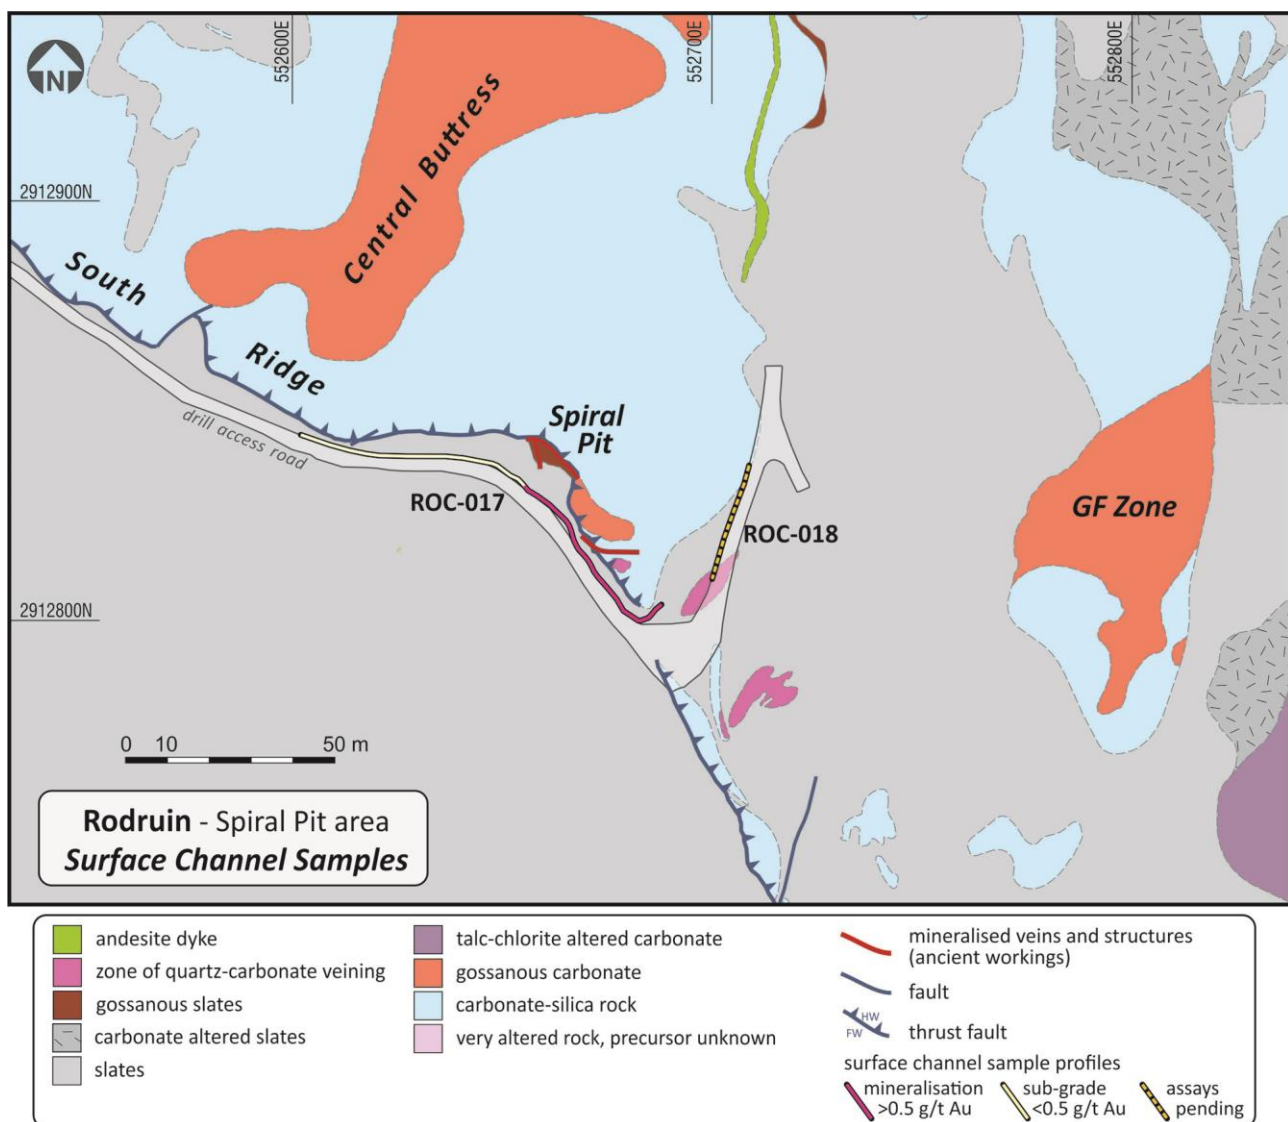 N
552600E
552700E
552800E
2912900N
2912800N
Central Buttress
South
Ridge
Spiral
Pit
drill access road
ROC-017
ROC-018
GF Zone
0 10 50 m
Rodruin - Spiral Pit area
Surface Channel Samples
andesite dyke
zone of quartz-carbonate veining
gossanous slates
carbonate altered slates
slates
talc-chlorite altered carbonate
gossanous carbonate
carbonate-silica rock
very altered rock, precursor unknown
mineralised veins and structures
(ancient workings)
fault
HW
FW
thrust fault
surface channel sample profiles
mineralisation
>0.5 g/t Au
sub-grade
<0.5 g/t Au
assays
pending